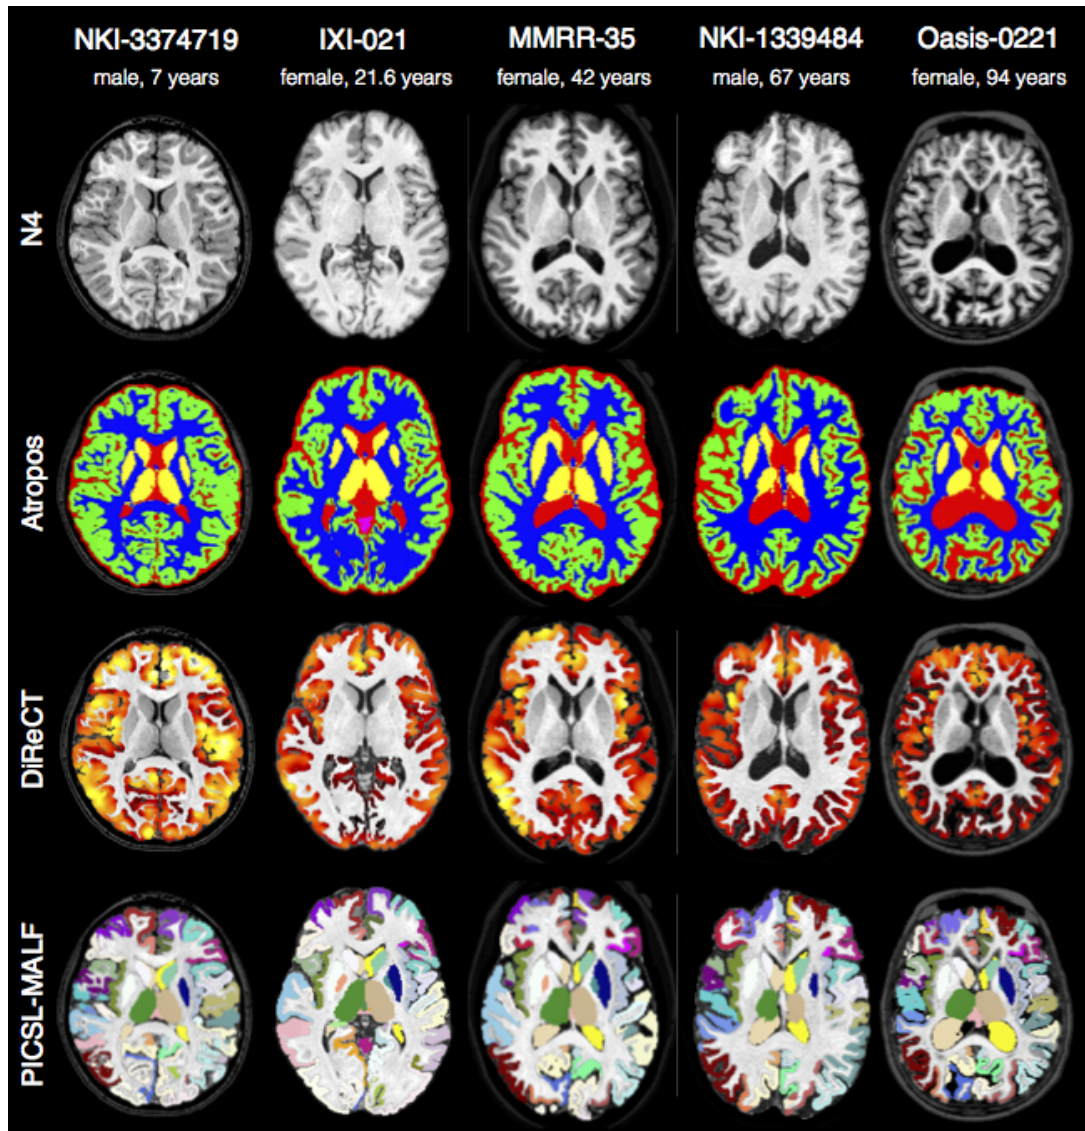 NKI-3374719
IXI-021
MMRR-35
NKI-1339484
Oasis-0221
male, 7 years
female, 21.6 years
female, 42 years
male, 67 years
female, 94 years
N4
Atropos
DiReCT
PICSL-MALF